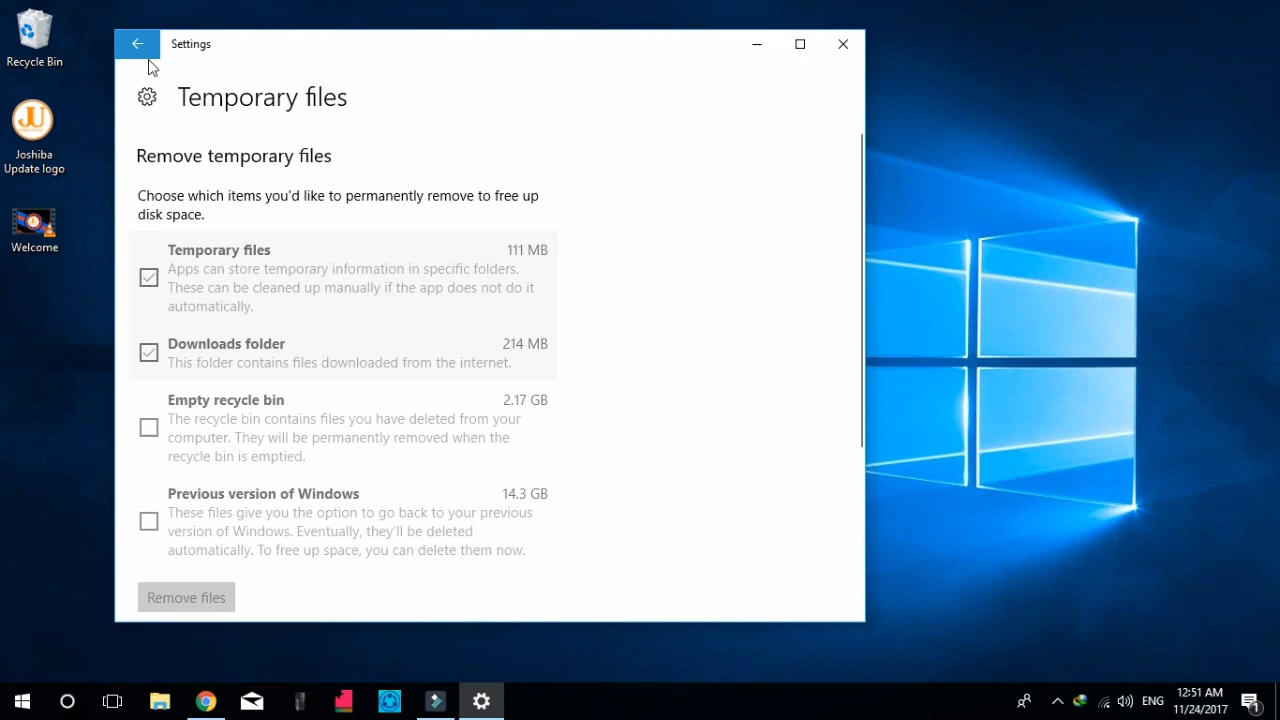 Recycle Bin
Joshiba
Update logo
Welcome
Settings
Temporary files
Remove temporary files
Choose which items you'd like to permanently remove to free up
disk space.
Temporary files 111 MB
Apps can store temporary information in specific folders.
These can be cleaned up manually if the app does not do it
automatically.
Downloads folder 214 MB
This folder contains files downloaded from the internet.
Empty recycle bin 2.17 GB
The recycle bin contains files you have deleted from your
computer. They will be permanently removed when the
recycle bin is emptied.
Previous version of Windows 14.3 GB
These files give you the option to go back to your previous
version of Windows. Eventually, they'll be deleted
automatically. To free up space, you can delete them now.
Remove files
ENG
12:51 AM
11/24/2017
1
JU